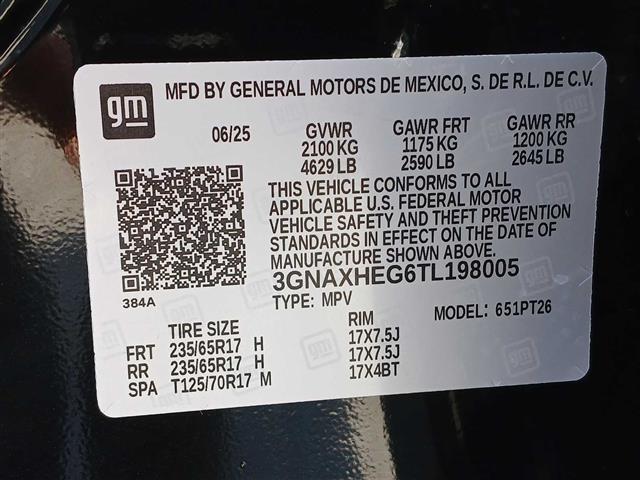 gm
MFD BY GENERAL MOTORS DE MEXICO, S. DE R.L. DE C.V.
06/25 GVWR GAWR FRT GAWR RR
2100 KG 1175 KG 1200 KG
4629 LB 2590 LB 2645 LB
THIS VEHICLE CONFORMS TO ALL
APPLICABLE U.S. FEDERAL MOTOR
VEHICLE SAFETY AND THEFT PREVENTION
STANDARDS IN EFFECT ON THE DATE OF
MANUFACTURE SHOWN ABOVE.
3GNAXHEG6TL198005
384A
TYPE: MPV MODEL: 651PT26
TIRE SIZE RIM
FRT 235/65R17 H 17X7.5J
RR 235/65R17 H 17X7.5J
SPA T125/70R17 M 17X4BT